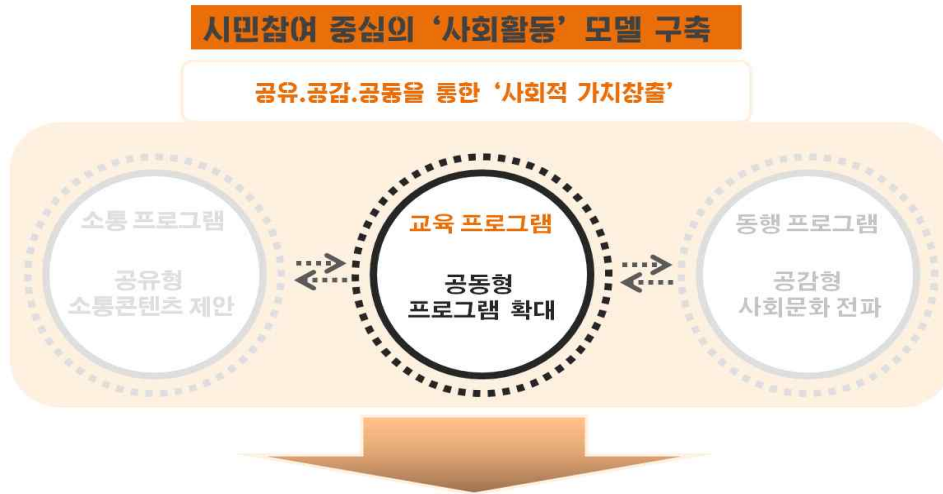 시민참여 중심의 ‘사회활동’ 모델 구축
공유.공감.공동을 통한 ‘사회적 가치창출’
소통 프로그램
공유형
소통콘텐츠 제안
교육 프로그램
공동형
프로그램 확대
동행 프로그램
공감형
사회문화 전파